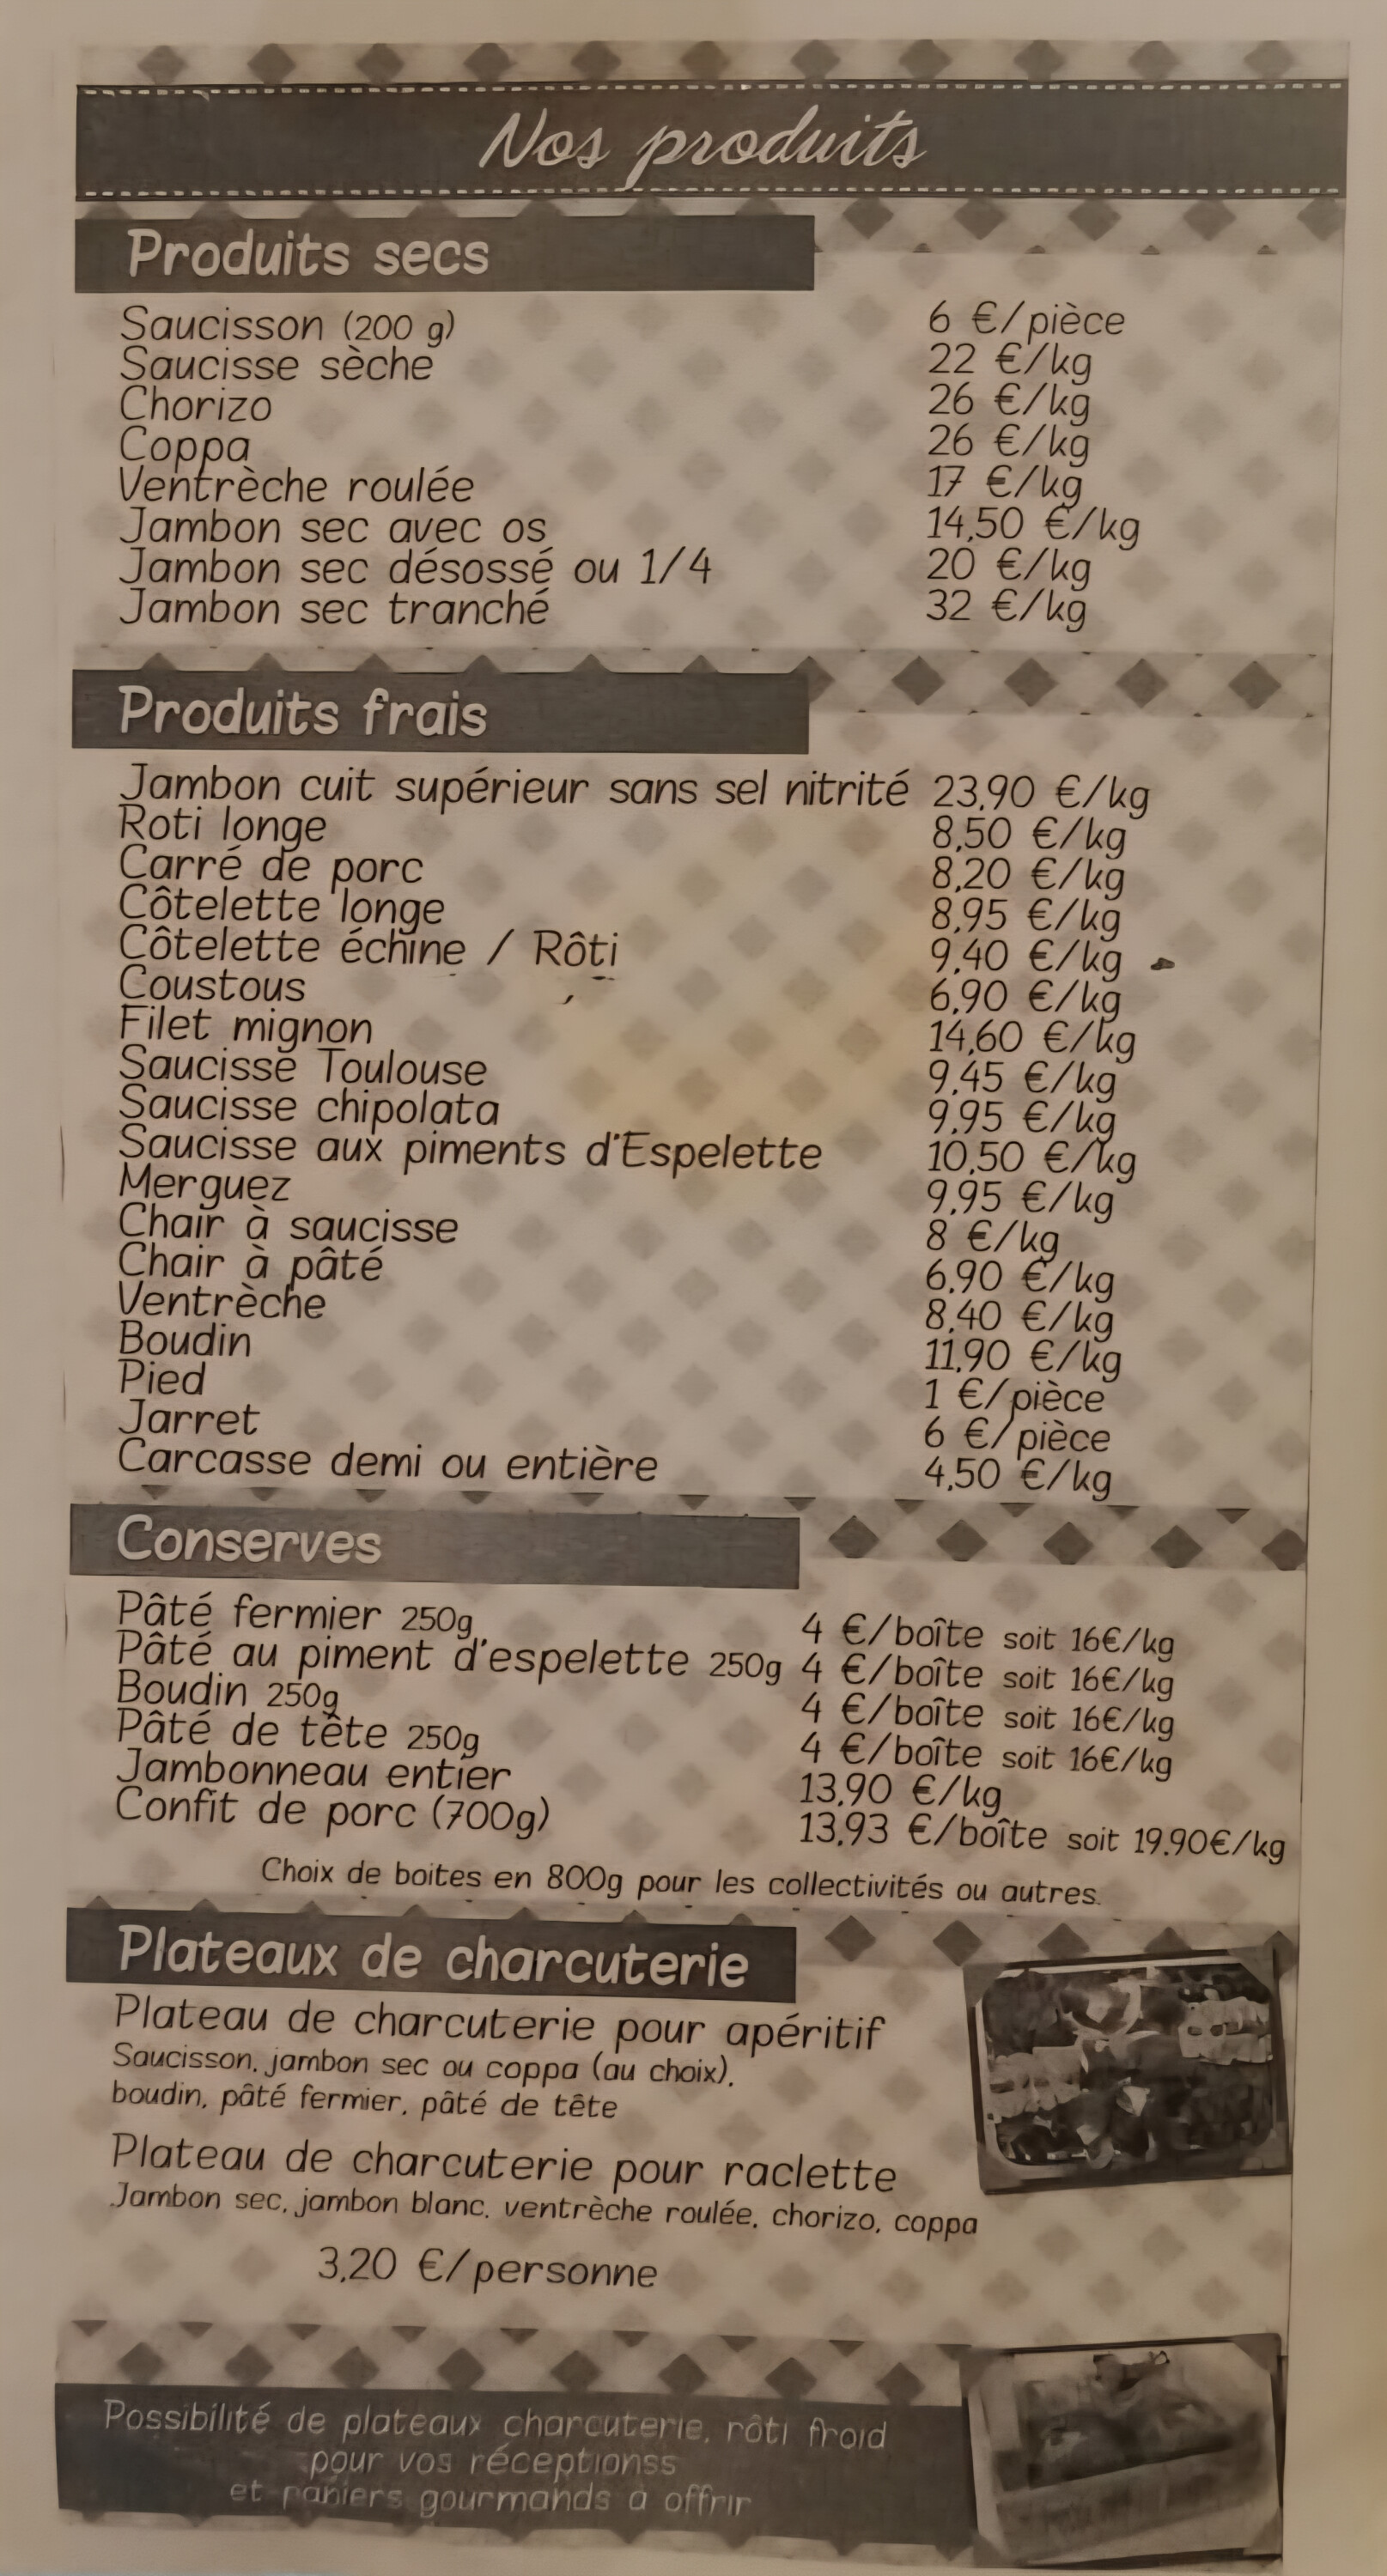 Nos produits
Produits secs
Saucisson (200 g) 6 €/pièce
Saucisse sèche 22 €/kg
Chorizo 26 €/kg
Coppa 26 €/kg
Ventrèche roulée 17 €/kg
Jambon sec avec os 14,50 €/kg
Jambon sec désossé ou 1/4 20 €/kg
Jambon sec tranché 32 €/kg
Produits frais
Jambon cuit supérieur sans sel nitrité 23,90 €/kg
Roti longe 8,50 €/kg
Carré de porc 8,20 €/kg
Côtelette longe 8,95 €/kg
Côtelette échine / Rôti 9,40 €/kg
Coustous 6,90 €/kg
Filet mignon 14,60 €/kg
Saucisse Toulouse 9,45 €/kg
Saucisse chipolata 9,95 €/kg
Saucisse aux piments d'Espelette 10,50 €/kg
Merguez 9,95 €/kg
Chair à saucisse 8 €/kg
Chair à pâté 6,90 €/kg
Ventrèche 8,40 €/kg
Boudin 11,90 €/kg
Pied 1 €/pièce
Jarret 6 €/pièce
Carcasse demi ou entière 4,50 €/kg
Conserves
Pâté fermier 250g 4 €/boîte soit 16€/kg
Pâté au piment d'espelette 250g 4 €/boîte soit 16€/kg
Boudin 250g 4 €/boîte soit 16€/kg
Pâté de tête 250g 4 €/boîte soit 16€/kg
Jambonneau entier 13,90 €/kg
Confit de porc (700g) 13,93 €/boîte soit 19,90€/kg
Choix de boites en 800g pour les collectivités ou autres.
Plateaux de charcuterie
Plateau de charcuterie pour apéritif
Saucisson, jambon sec ou coppa (au choix),
boudin, pâté fermier, pâté de tête
Plateau de charcuterie pour raclette
Jambon sec, jambon blanc, ventrèche roulée, chorizo, coppa
3,20 €/personne
Possibilité de plateaux charcuterie, rôti froid
pour vos réceptionss
et paniers gourmands à offrir